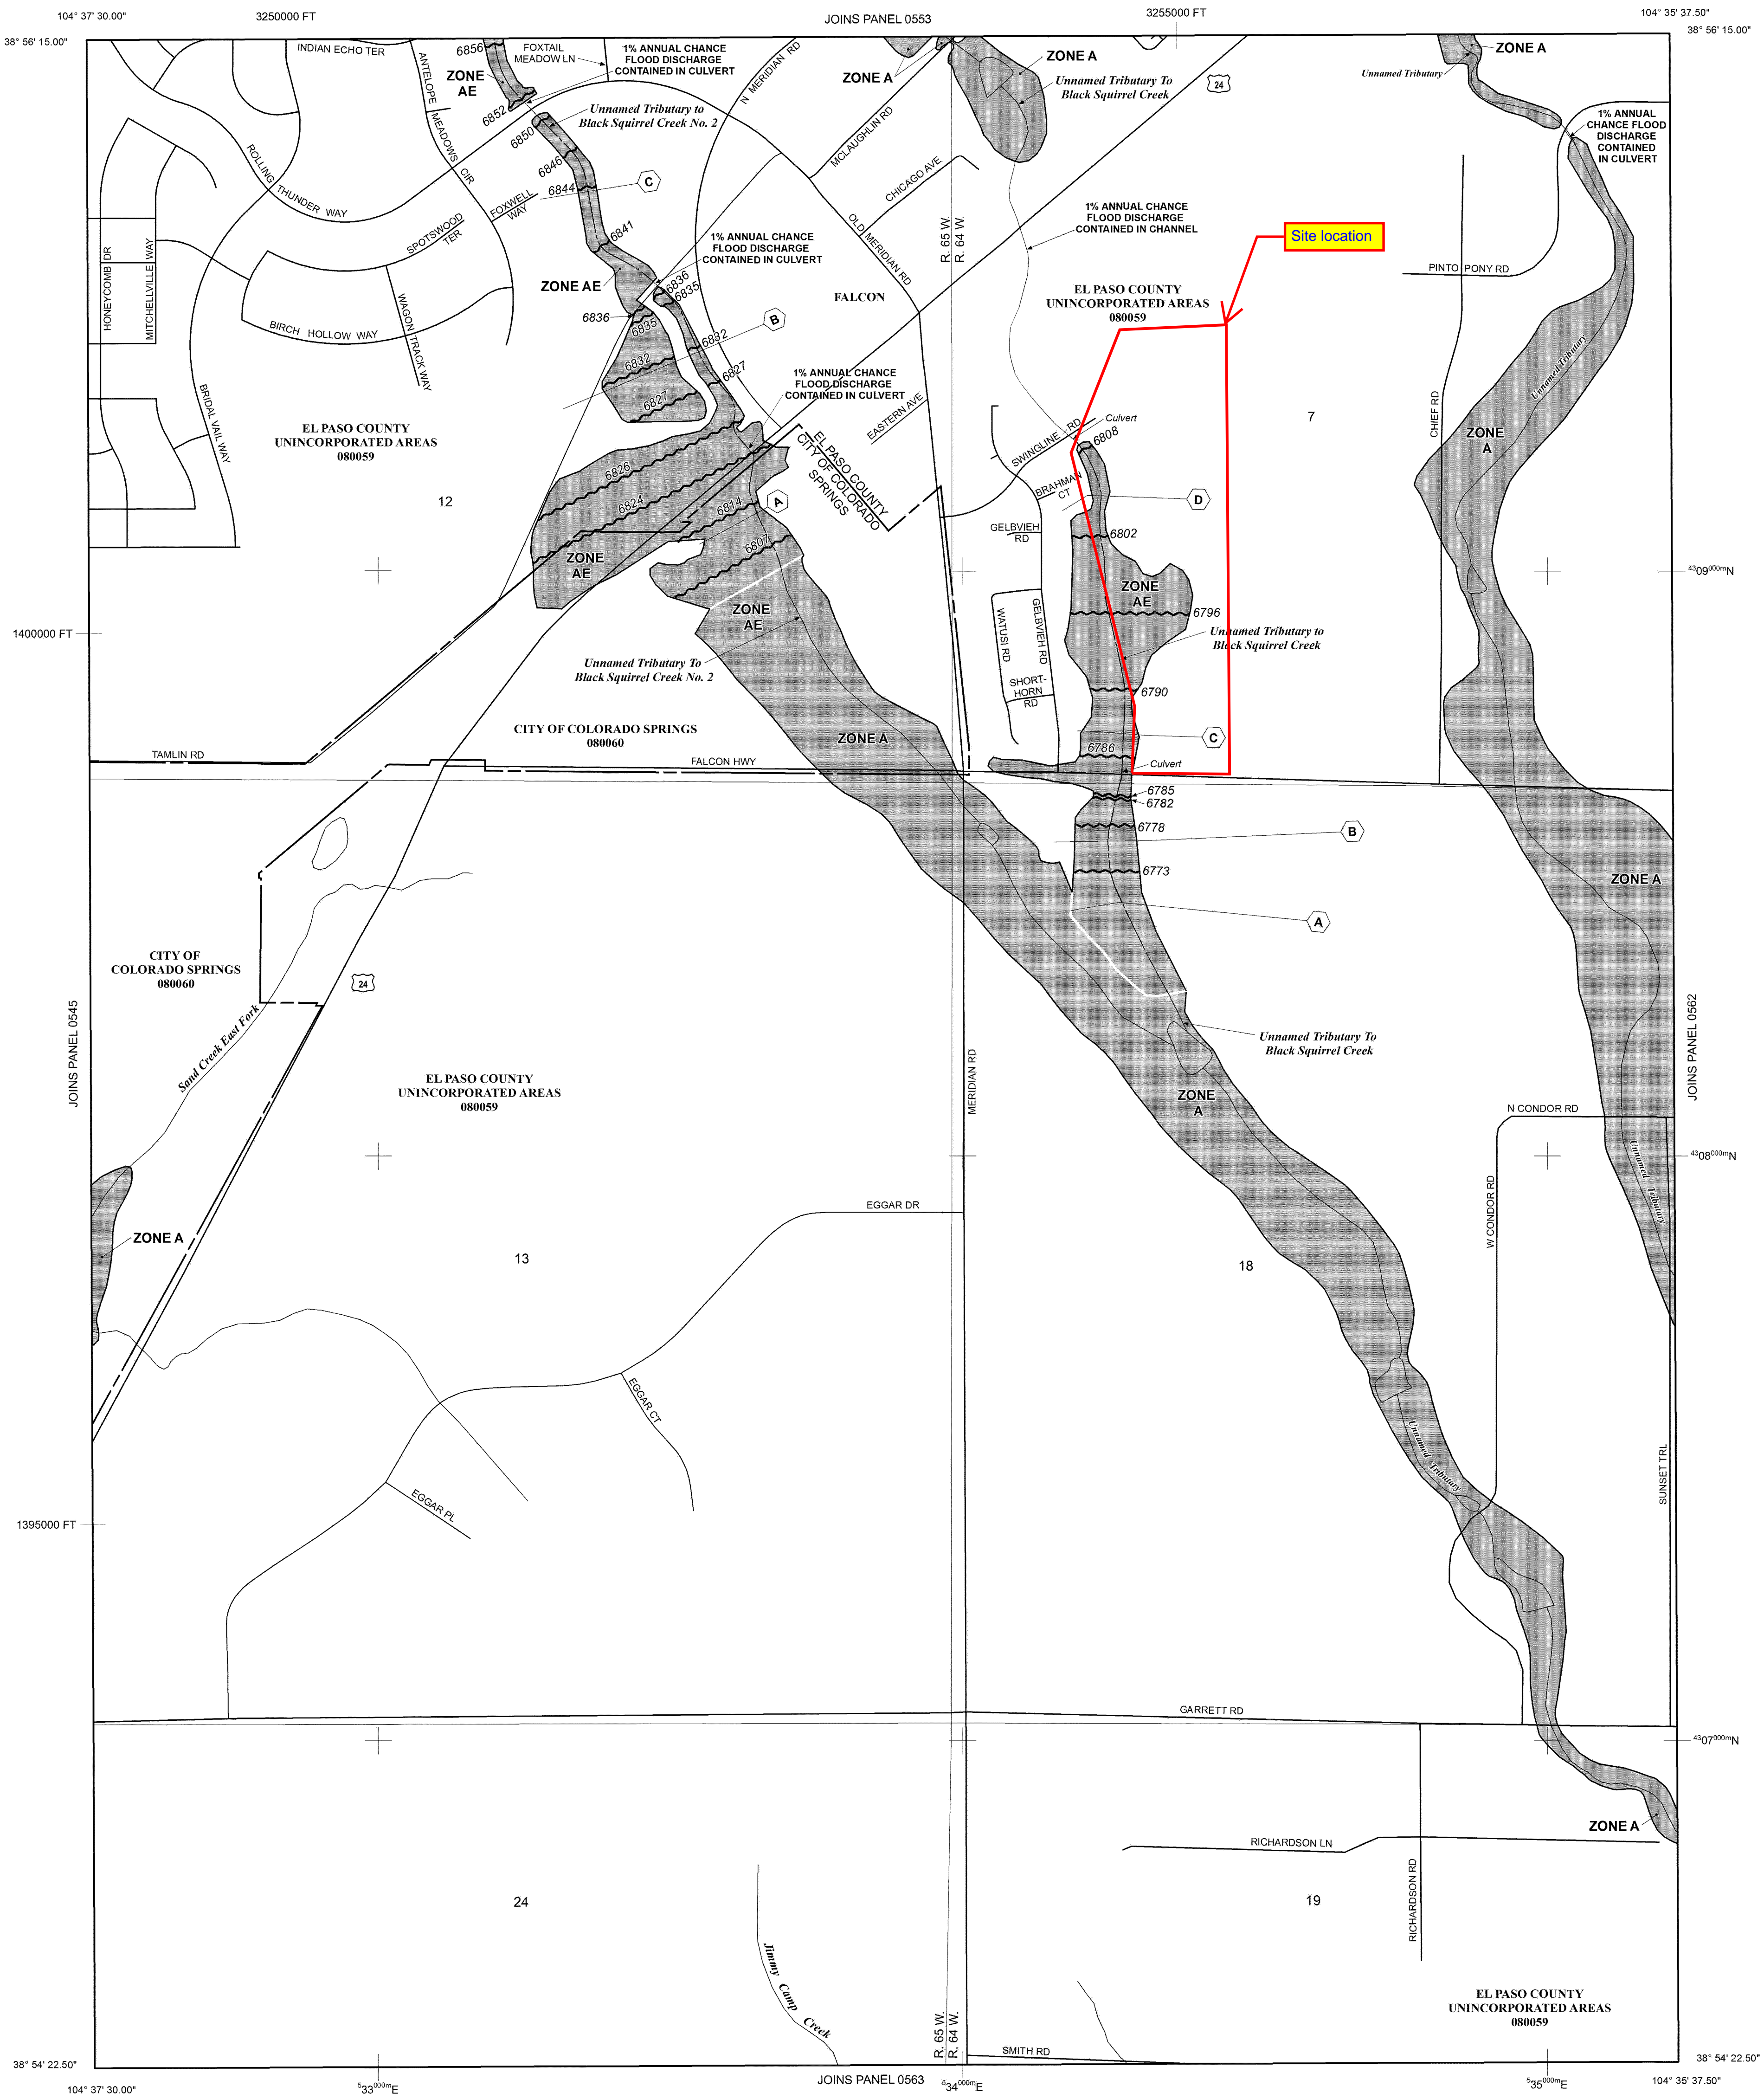 104° 37' 30.00"
3250000 FT
JOINS PANEL 0553
3255000 FT
104° 35' 37.50"
38° 56' 15.00"
38° 56' 15.00"
INDIAN ECHO TER
ANTELOPE MEADOWS CIR
6856
ZONE
AE
6852
FOXTAIL
MEADOW LN
1% ANNUAL CHANCE
FLOOD DISCHARGE
CONTAINED IN CULVERT
N MERIDIAN RD
ZONE A
ZONE A
Unnamed Tributary To
Black Squirrel Creek
24
ZONE A
Unnamed Tributary
1% ANNUAL
CHANCE FLOOD
DISCHARGE
CONTAINED
IN CULVERT
Unnamed Tributary to
Black Squirrel Creek No. 2
6850
6846
6844
C
MCLAUGHLIN RD
CHICAGO AVE
ROLLING THUNDER WAY
FOXWELL
WAY
SPOTSWOOD
TER
6841
OLD MERIDIAN RD
R. 65 W.
R. 64 W.
1% ANNUAL CHANCE
FLOOD DISCHARGE
CONTAINED IN CHANNEL
Site location
HONEYCOMB DR
MITCHELLVILLE WAY
1% ANNUAL CHANCE
FLOOD DISCHARGE
CONTAINED IN CULVERT
PINTO PONY RD
ZONE AE
6836
6835
6836
6835
FALCON
EL PASO COUNTY
UNINCORPORATED AREAS
080059
BIRCH HOLLOW WAY
WAGON TRACK WAY
B
6832
6832
6827
6827
Unnamed Tributary
1% ANNUAL CHANCE
FLOOD DISCHARGE
CONTAINED IN CULVERT
BRIDAL VAIL WAY
EASTERN AVE
CHIEF RD
7
EL PASO COUNTY
UNINCORPORATED AREAS
080059
EL PASO COUNTY
CITY OF COLORADO
SPRINGS
SWINGLINE RD
Culvert
6808
ZONE
A
6826
6824
6814
A
12
BRAHMAN
CT
D
GELBVIEH
RD
6802
6807
ZONE
AE
ZONE
AE
ZONE
AE
6796
4309000mN
1400000 FT
WATUSI RD
GELBVIEH RD
Unnamed Tributary to
Black Squirrel Creek
Unnamed Tributary To
Black Squirrel Creek No. 2
SHORT-
HORN
RD
6790
CITY OF COLORADO SPRINGS
080060
ZONE A
C
6786
TAMLIN RD
FALCON HWY
Culvert
6785
6782
6778
B
6773
ZONE A
A
CITY OF
COLORADO SPRINGS
080060
24
JOINS PANEL 0545
JOINS PANEL 0562
Sand Creek East Fork
Unnamed Tributary To
Black Squirrel Creek
EL PASO COUNTY
UNINCORPORATED AREAS
080059
MERIDIAN RD
ZONE
A
N CONDOR RD
4308000mN
Unnamed Tributary
W CONDOR RD
EGGAR DR
ZONE A
13
18
EGGAR CT
Unnamed Tributary
SUNSET TRL
EGGAR PL
1395000 FT
GARRETT RD
4307000mN
ZONE A
RICHARDSON LN
RICHARDSON RD
24
19
Jimmy Camp Creek
EL PASO COUNTY
UNINCORPORATED AREAS
080059
R. 65 W.
R. 64 W.
SMITH RD
38° 54' 22.50"
38° 54' 22.50"
104° 37' 30.00"
533000mE
JOINS PANEL 0563
534000mE
535000mE
104° 35' 37.50"